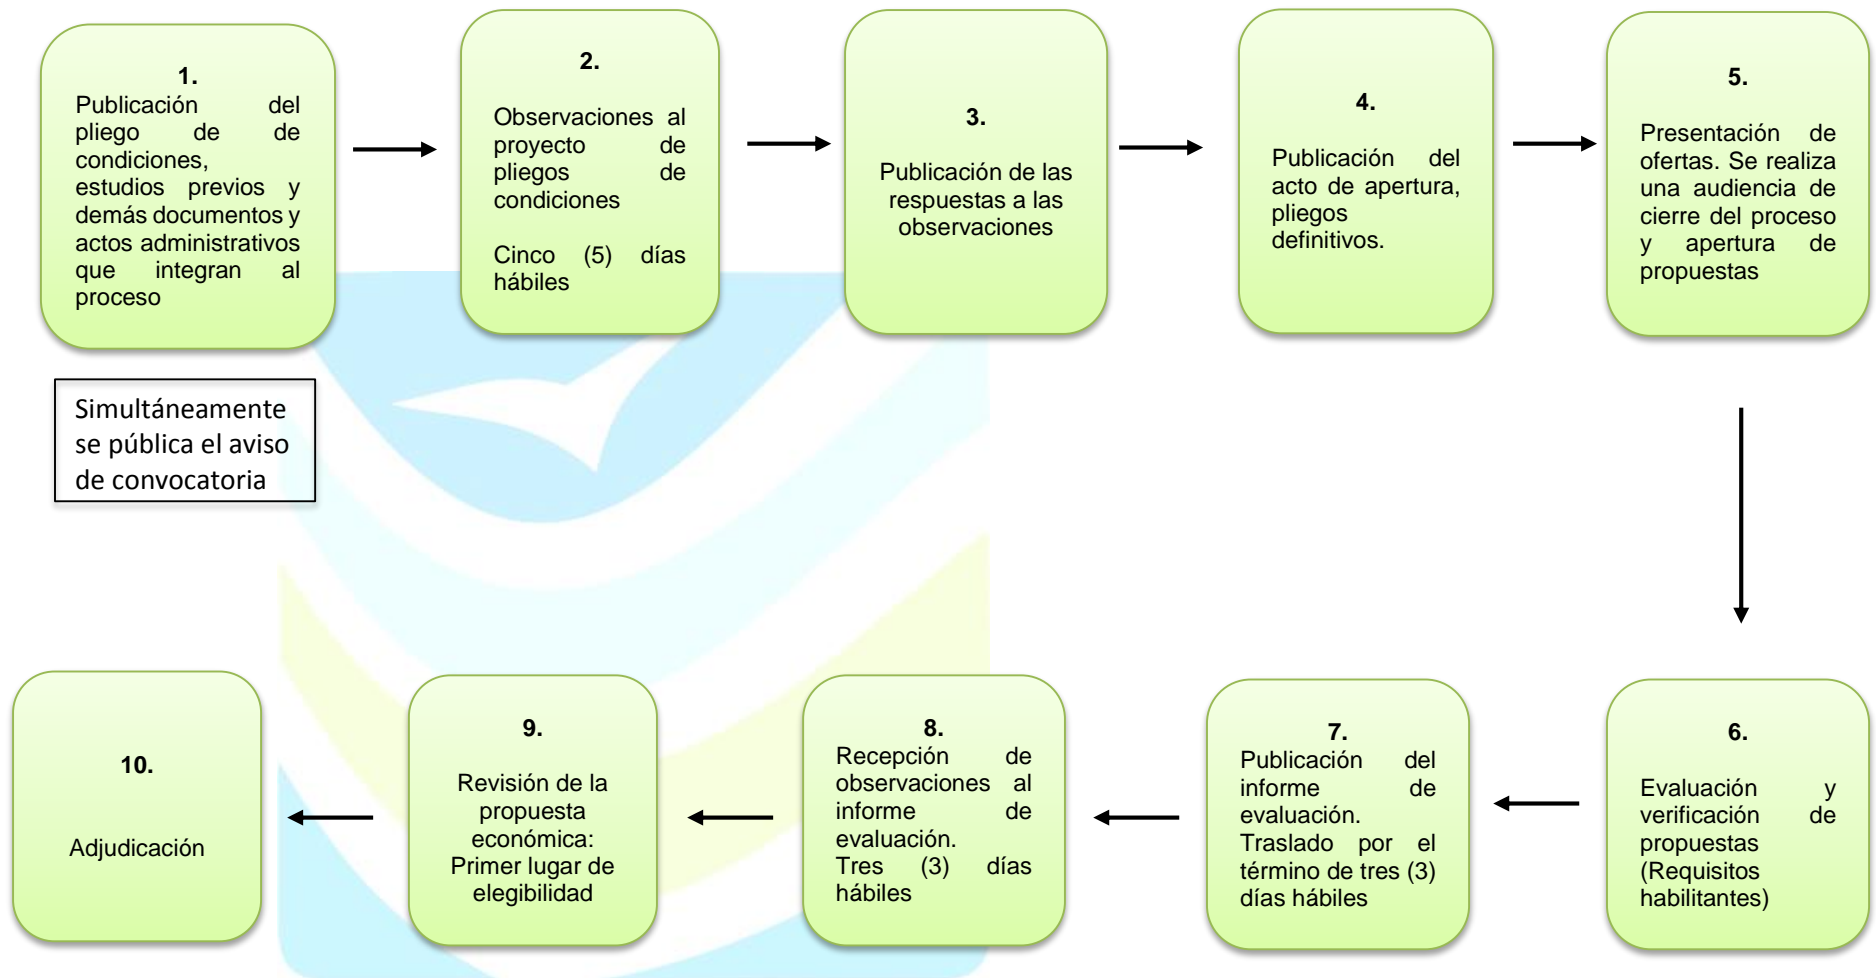 1.
Publicación del
pliego de de
condiciones,
estudios previos y
demás documentos y
actos administrativos
que integran al
proceso
Simultáneamente
se pública el aviso
de convocatoria
2.
Observaciones al
proyecto de
pliegos de
condiciones
Cinco (5) días
hábiles
3.
Publicación de las
respuestas a las
observaciones
4.
Publicación del
acto de apertura,
pliegos
definitivos.
5.
Presentación de
ofertas. Se realiza
una audiencia de
cierre del proceso
y apertura de
propuestas
6.
Evaluación y
verificación de
propuestas
(Requisitos
habilitantes)
7.
Publicación del
informe de
evaluación.
Traslado por el
término de tres (3)
días hábiles
8.
Recepción de
observaciones al
informe de
evaluación.
Tres (3) días
hábiles
9.
Revisión de la
propuesta
económica:
Primer lugar de
elegibilidad
10.
Adjudicación